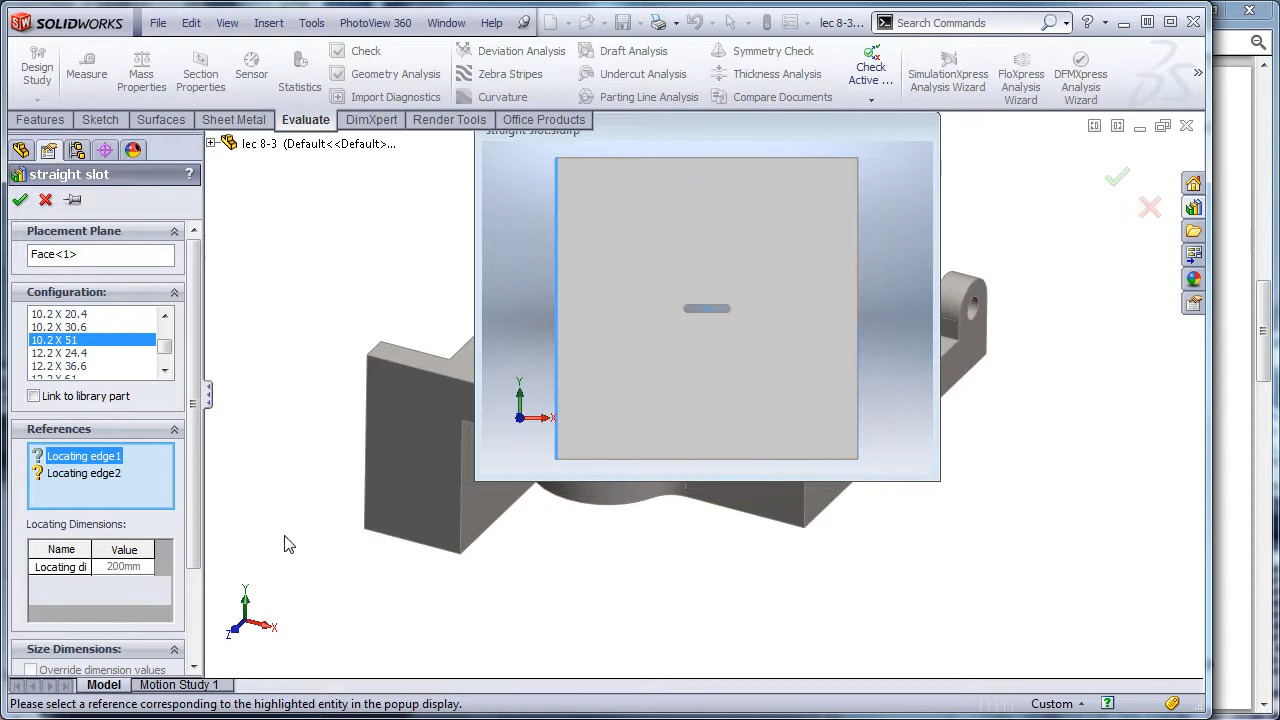 SOLIDWORKS File Edit View Insert Tools PhotoView 360 Window Help lec 8-3... Search Commands
Design Study
Measure
Mass Properties
Section Properties
Sensor
Statistics
Check
Geometry Analysis
Import Diagnostics
Deviation Analysis
Zebra Stripes
Curvature
Draft Analysis
Undercut Analysis
Parting Line Analysis
Symmetry Check
Thickness Analysis
Compare Documents
Check Active ...
SimulationXpress Analysis Wizard
FloXpress Analysis Wizard
DFMXpress Analysis Wizard
Features Sketch Surfaces Sheet Metal Evaluate DimXpert Render Tools Office Products
straight slot.sldlfp
lec 8-3 (Default<<Default>...
straight slot ?
Placement Plane
Face<1>
Configuration:
10.2 X 20.4
10.2 X 30.6
10.2 X 51
12.2 X 24.4
12.2 X 36.6
12.2 X 61
Link to library part
References
Locating edge1
Locating edge2
Locating Dimensions:
Name Value
Locating di 200mm
Size Dimensions:
Override dimension values
Y
X
Y
X
Z
Model Motion Study 1
Please select a reference corresponding to the highlighted entity in the popup display. Custom ?